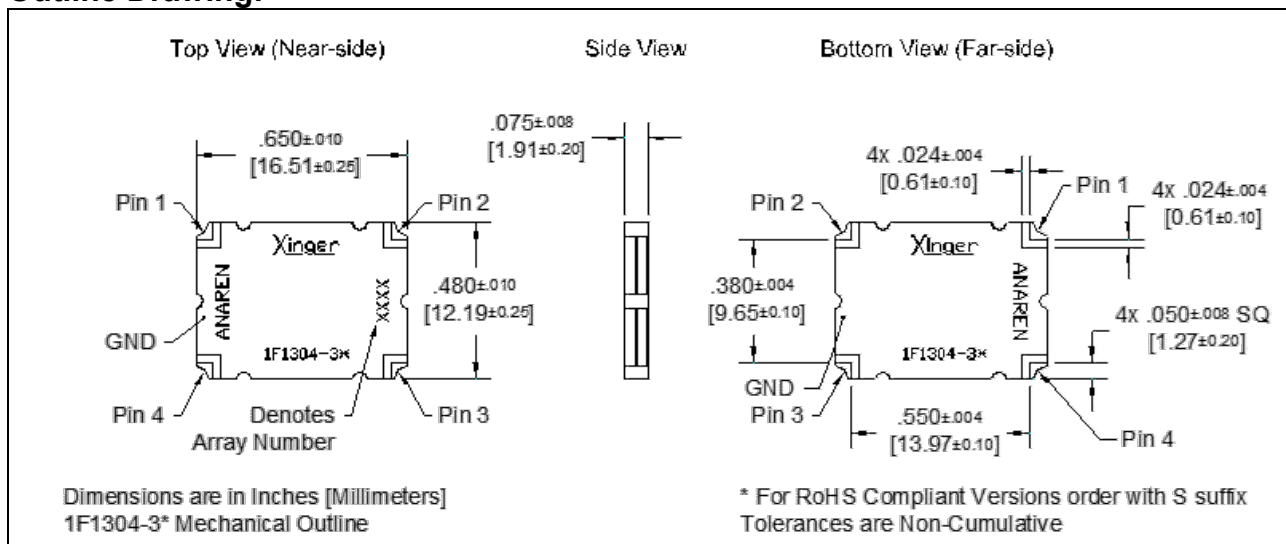 Outline Drawing:
Top View (Near-side)
Side View
Bottom View (Far-side)
.650±.010
[16.51±0.25]
.075±.008
[1.91±0.20]
4x .024±.004
[0.61±0.10]
4x .024±.004
[0.61±0.10]
Pin 1
Pin 2
Pin 2
Pin 1
Xinger
ANAREN
XXXX
.480±.010
[12.19±0.25]
.380±.004
[9.65±0.10]
Xinger
ANAREN
4x .050±.008 SQ
[1.27±0.20]
GND
1F1304-3*
1F1304-3*
GND
Pin 4
Denotes
Array Number
Pin 3
Pin 3
.550±.004
[13.97±0.10]
Pin 4
Dimensions are in Inches [Millimeters]
1F1304-3* Mechanical Outline
* For RoHS Compliant Versions order with S suffix
Tolerances are Non-Cumulative